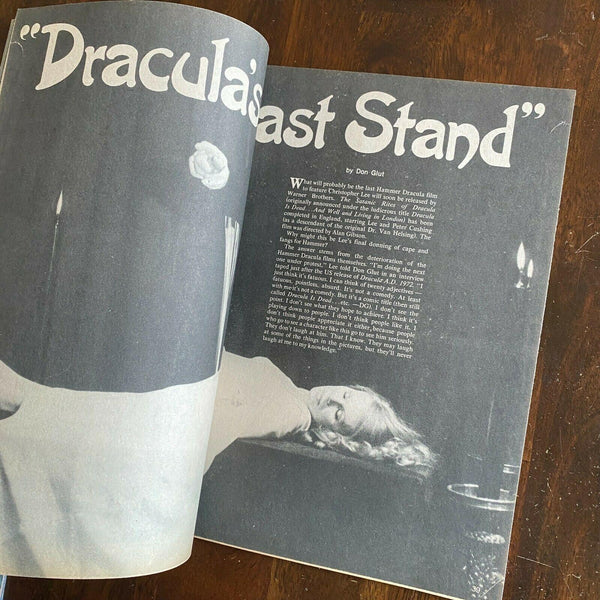 "Dracula's
ast Stand"
by Don Glut
What will probably be the last Hammer Dracula film
to feature Christopher Lee will soon be released by
Warner Brothers. The Satanic Rites of Dracula
(originally announced under the ludicrous title Dracula
Is Dead. . .And Well and Living in London) has been
completed in England, starring Lee and Peter Cushing
(as a descendant of the original Dr. Van Helsing). The
film was directed by Alan Gibson.
Why might this be Lee's final donning of cape and
fangs for Hammer?
The answer stems from the deterioration of the
Hammer Dracula films themselves. "I'm doing the next
one under protest," Lee told Don Glut in an interview
taped just after the US release of Dracula A.D. 1972. "I
just think it's fatuous. I can think of twenty adjectives—
fatuous, pointless, absurd. It's not a comedy. At least
with me it's not a comedy. But it's a comic title (then still
called Dracula Is Dead. . . etc. —DG). I don't see the
point. I don't see what they hope to achieve. I think it's
playing down to people. I don't think people like it. I
don't think people appreciate it either, because people
who go to see a character like this go to see him seriously.
They don't laugh at him. That I know. They may laugh
at some of the things in the pictures, but they'll never
laugh at me to my knowledge."